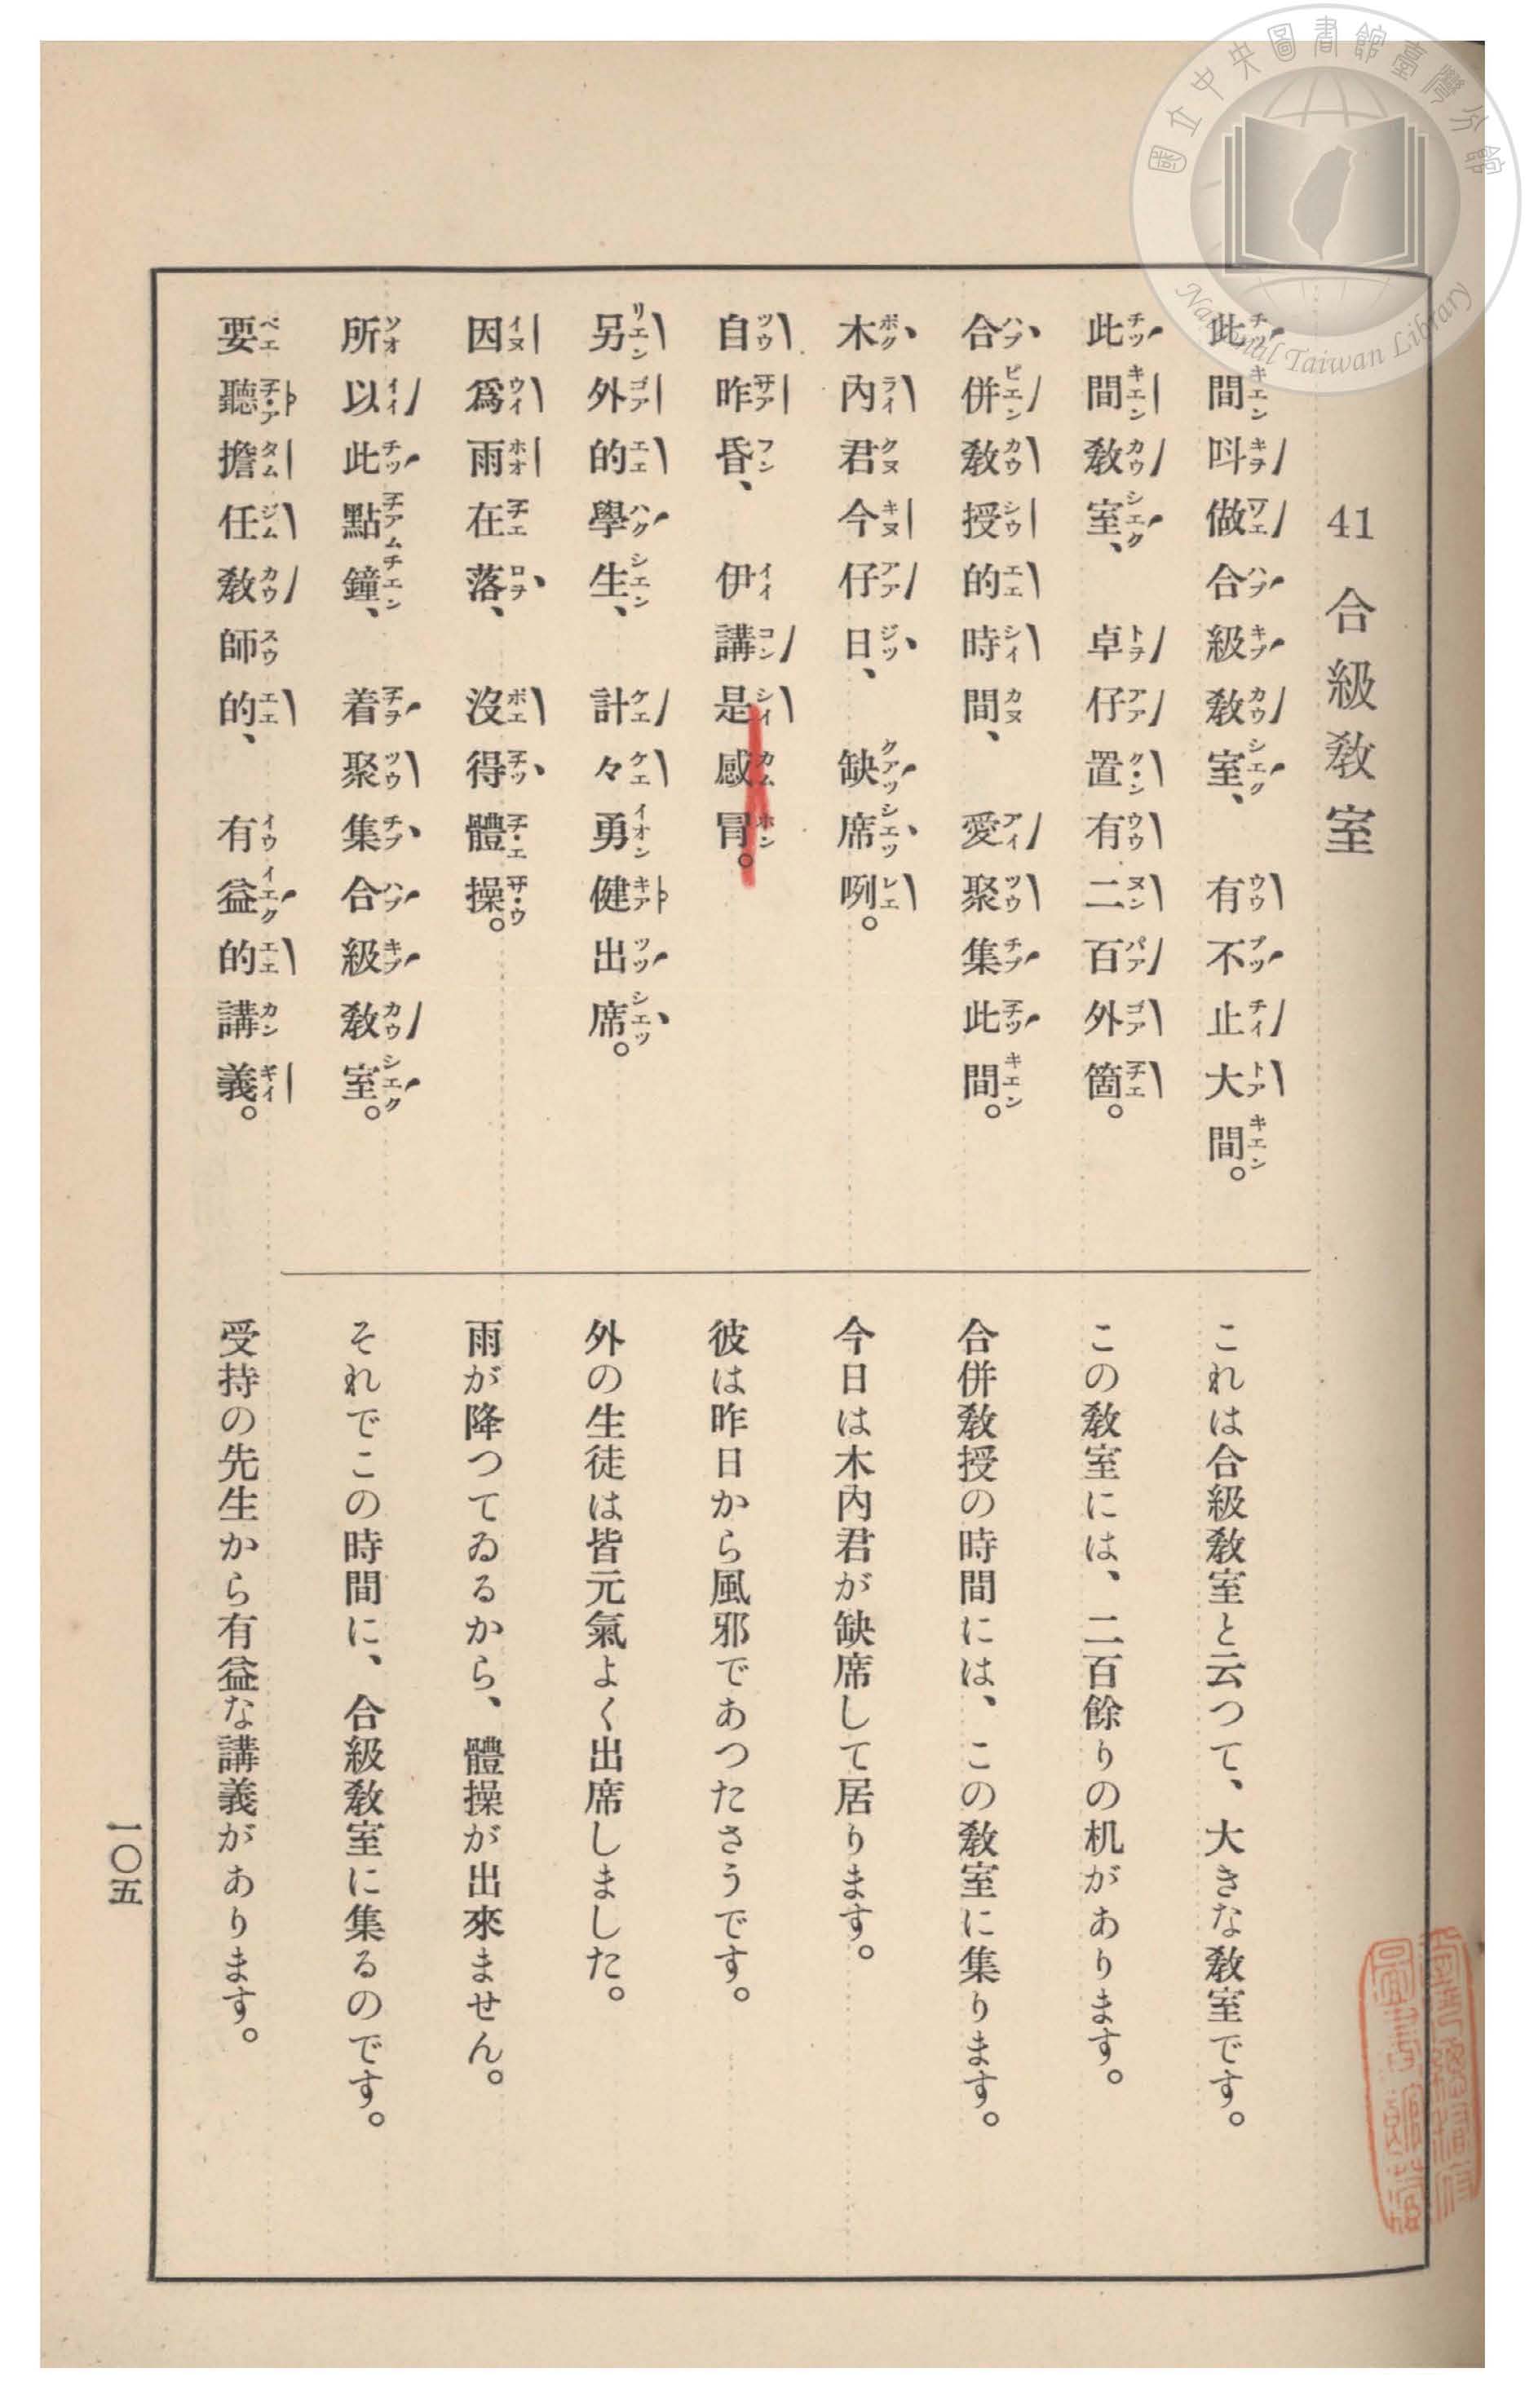 41 合級敎室
此間呌做合級敎室、有不止大間。
此間敎室、卓仔置有二百外箇。
合併敎授的時間、愛聚集此間。
木內君今仔日、缺席咧。
自昨昏、伊講是感冒。
另外的學生、計々勇健出席。
因爲雨在落、沒得體操。
所以此點鐘、着聚集合級敎室。
要聽擔任敎師的、有益的講義。
これは合級敎室と云つて、大きな敎室です。
この敎室には、二百餘りの机があります。
合併敎授の時間には、この敎室に集ります。
今日は木內君が缺席して居ります。
彼は昨日から風邪であつたさうです。
外の生徒は皆元氣よく出席しました。
雨が降つてゐるから、體操が出來ません。
それでこの時間に、合級敎室に集るのです。
受持の先生から有益な講義があります。
一〇五
國立中央圖書館臺灣分館
National Taiwan Library